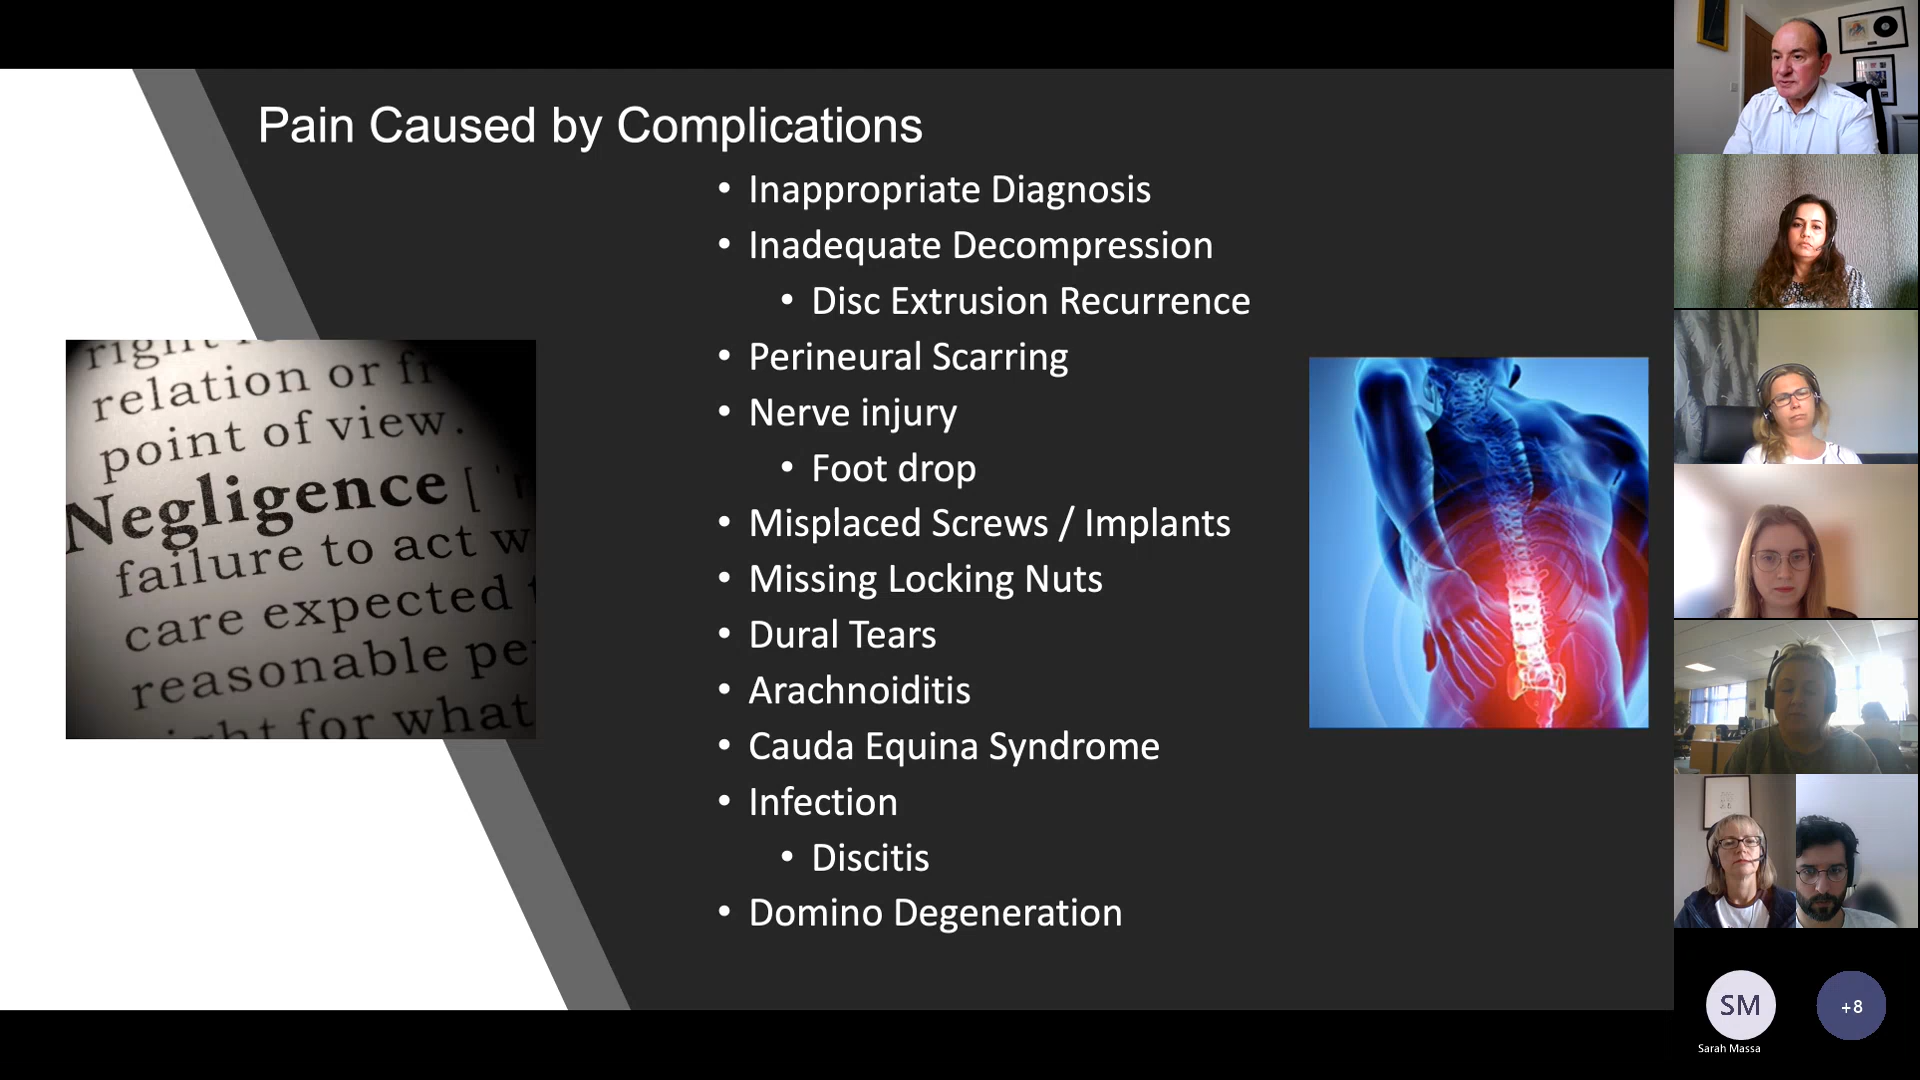 Pain Caused by Complications
• Inappropriate Diagnosis
• Inadequate Decompression
• Disc Extrusion Recurrence
• Perineural Scarring
• Nerve injury
• Foot drop
• Misplaced Screws / Implants
• Missing Locking Nuts
• Dural Tears
• Arachnoiditis
• Cauda Equina Syndrome
• Infection
• Discitis
• Domino Degeneration
relation or
point of view.
Negligence [
failure to act
care expected
reasonable
for what
SM
+8
Sarah Massa